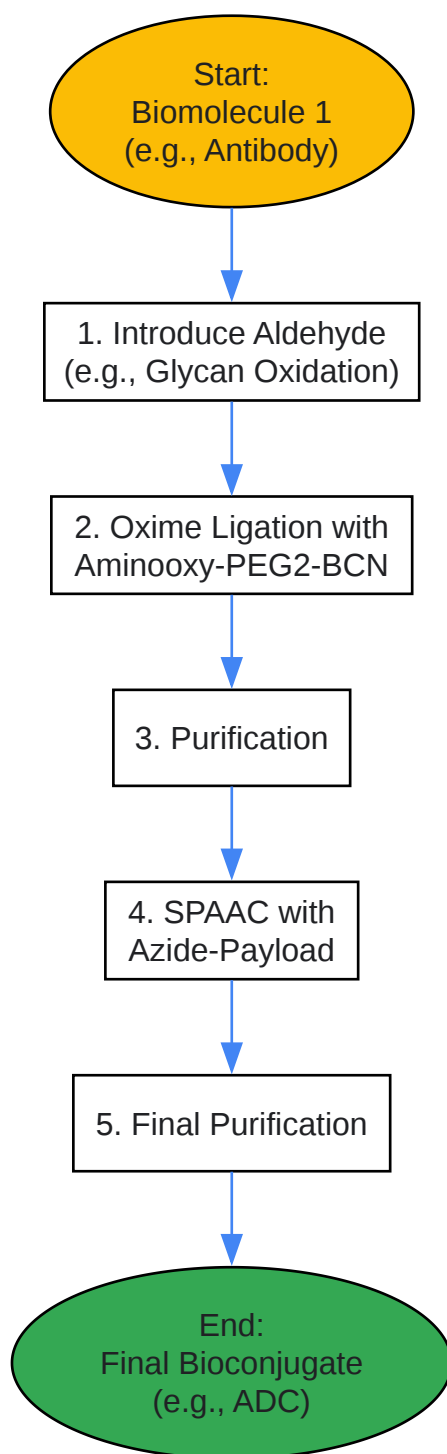 Start:
Biomolecule 1
(e.g., Antibody)
1. Introduce Aldehyde
(e.g., Glycan Oxidation)
2. Oxime Ligation with
Aminooxy-PEG2-BCN
3. Purification
4. SPAAC with
Azide-Payload
5. Final Purification
End:
Final Bioconjugate
(e.g., ADC)